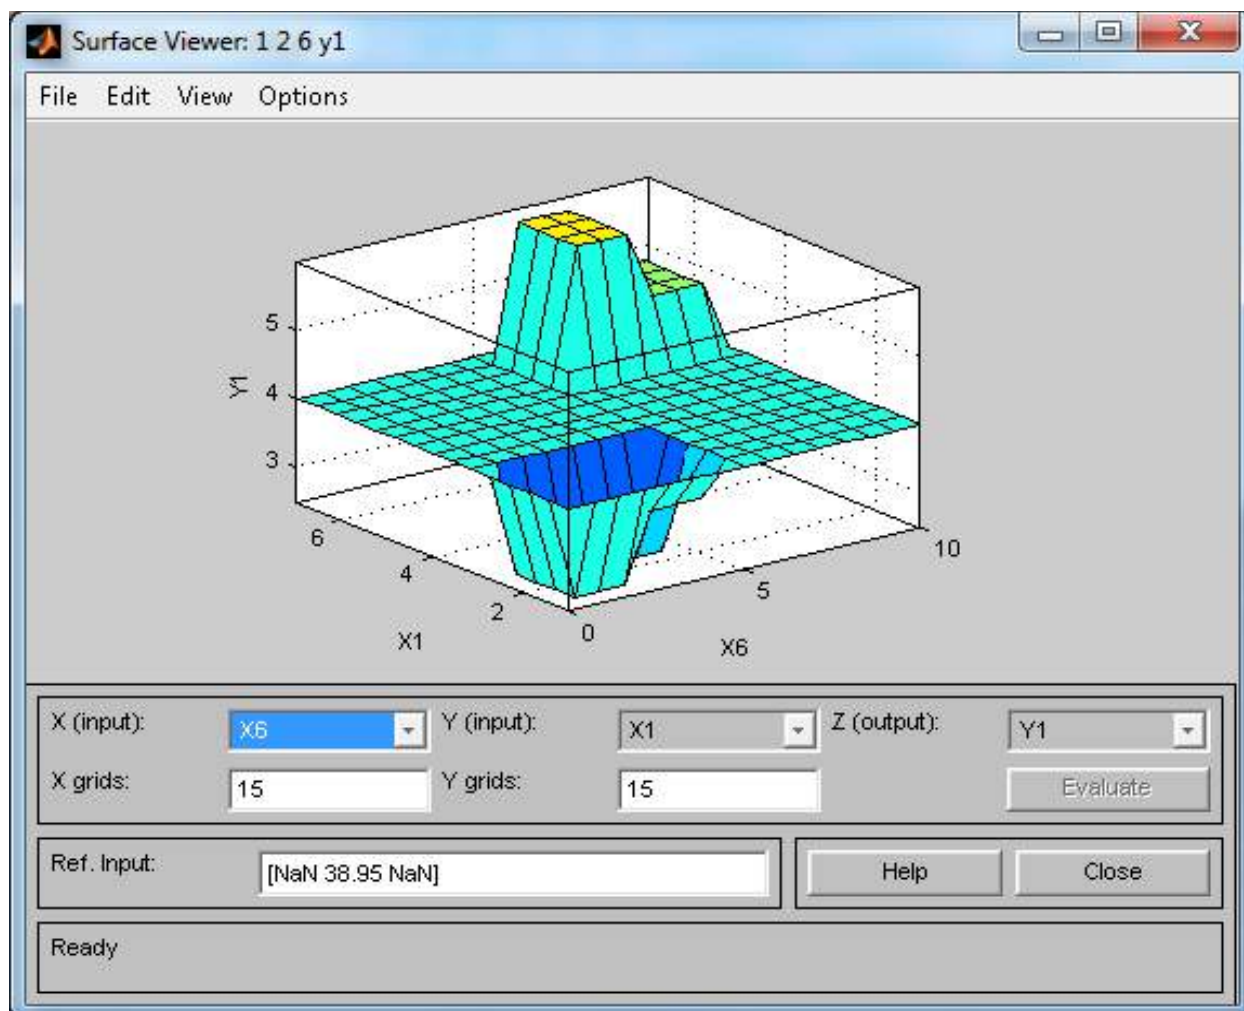 Surface Viewer: 1 2 6 y1
File Edit View Options
5
4
3
Y1
6
4
2
X1
0
5
10
X6
X (input): X6 Y (input): X1 Z (output): Y1
X grids: 15 Y grids: 15 Evaluate
Ref. Input: [NaN 38.95 NaN] Help Close
Ready